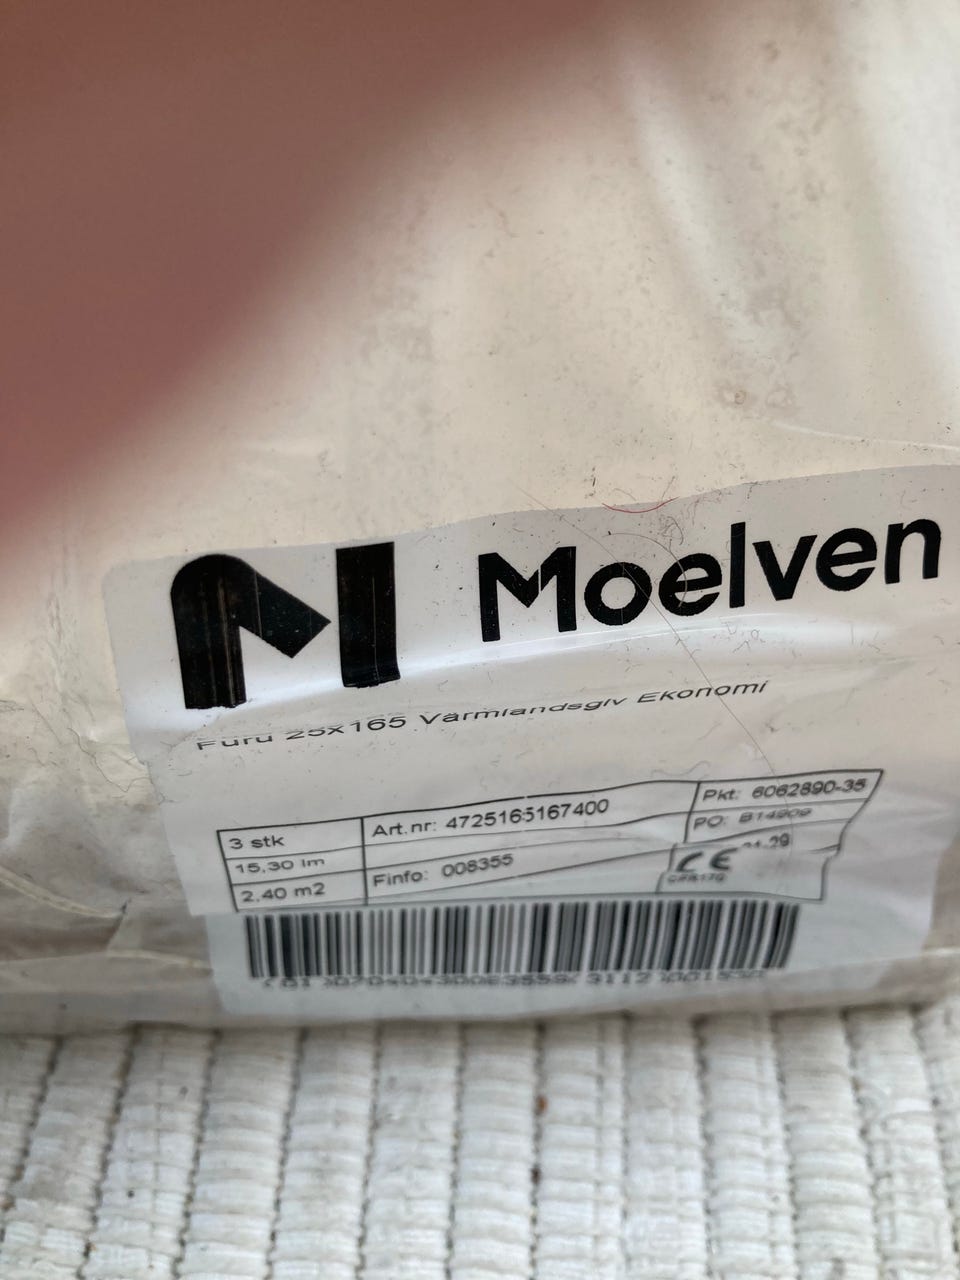 Moelven
Furu 25x165 Värmlandsglv Ekonomi
3 stk
Art.nr: 4725165167400
Pkt: 6062890-35
15,30 lm
PO: B14909
2,40 m2
Finfo: 008355
CE